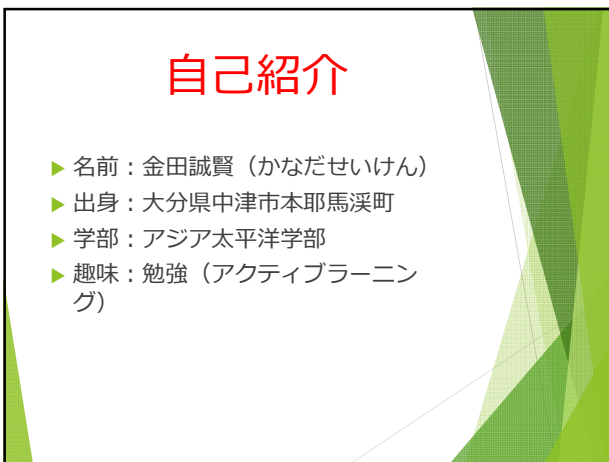 自己紹介
名前：金田誠賢（かなだせいけん）
出身：大分県中津市本耶馬渓町
学部：アジア太平洋学部
趣味：勉強（アクティブラーニン
グ）